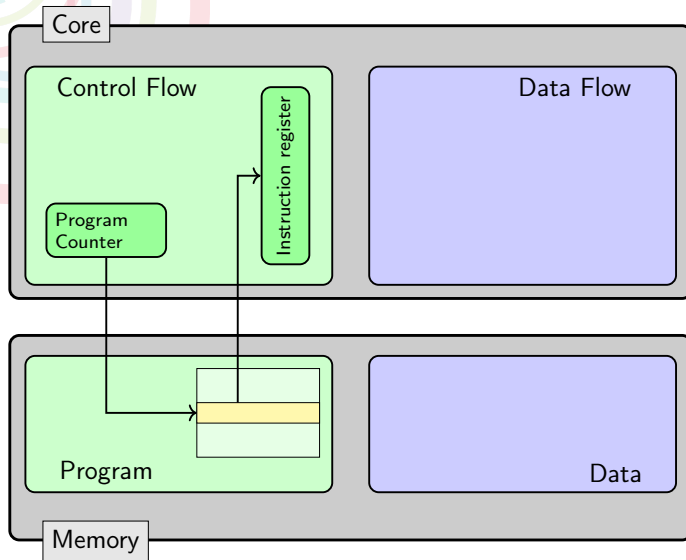 Core
Control Flow
Data Flow
Instruction register
Program
Counter
Program
Data
Memory